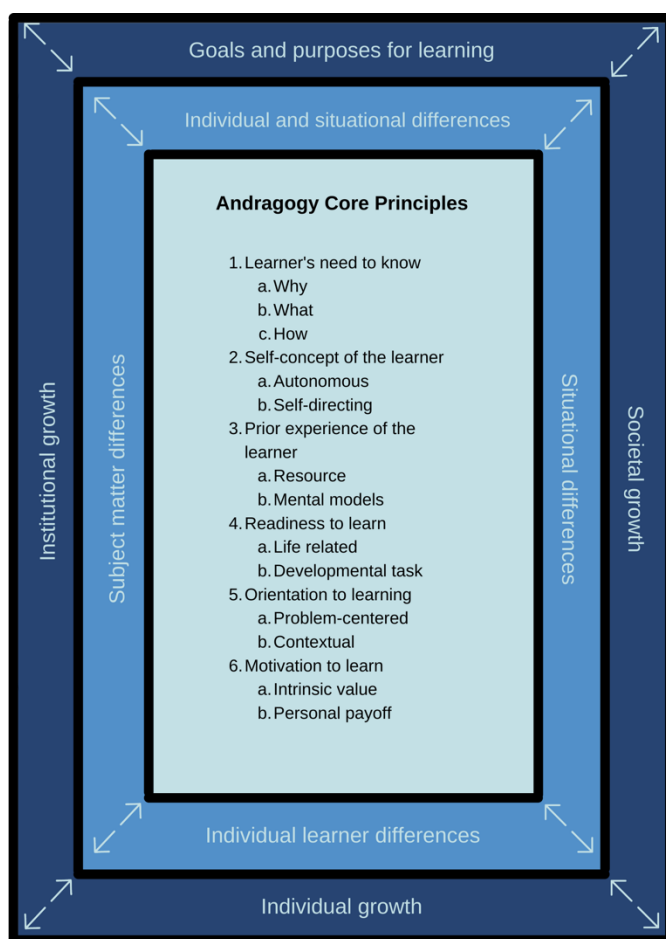 Goals and purposes for learning
Individual and situational differences
Andragogy Core Principles
1. Learner's need to know
a. Why
b. What
c. How
2. Self-concept of the learner
a. Autonomous
b. Self-directing
3. Prior experience of the
learner
a. Resource
b. Mental models
4. Readiness to learn
a. Life related
b. Developmental task
5. Orientation to learning
a. Problem-centered
b. Contextual
6. Motivation to learn
a. Intrinsic value
b. Personal payoff
Institutional growth
Subject matter differences
Situational differences
Societal growth
Individual learner differences
Individual growth